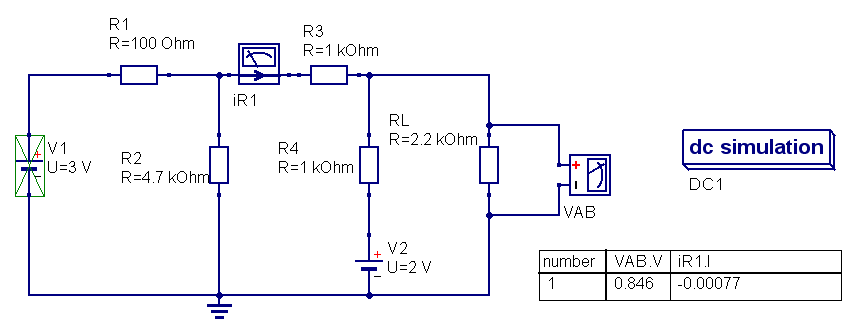 R1
R=100 Ohm
R3
R=1 kOhm
iR1
V1
U=3 V
R2
R=4.7 kOhm
R4
R=1 kOhm
RL
R=2.2 kOhm
VAB
V2
U=2 V
dc simulation
DC1
number VAB.V iR1.I
1 0.846 -0.00077